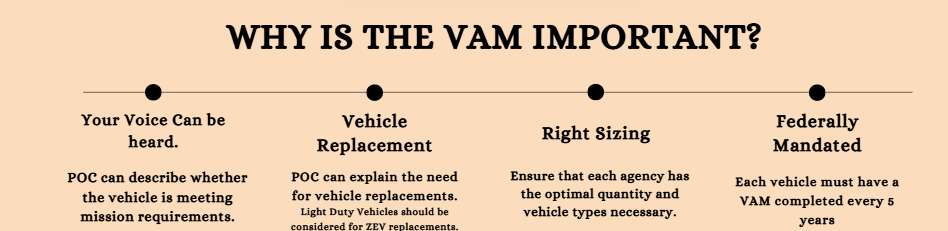 WHY IS THE VAM IMPORTANT?
Your Voice Can be
heard.
POC can describe whether
the vehicle is meeting
mission requirements.
Vehicle
Replacement
POC can explain the need
for vehicle replacements.
Light Duty Vehicles should be
considered for ZEV replacements.
Right Sizing
Ensure that each agency has
the optimal quantity and
vehicle types necessary.
Federally
Mandated
Each vehicle must have a
VAM completed every 5
years